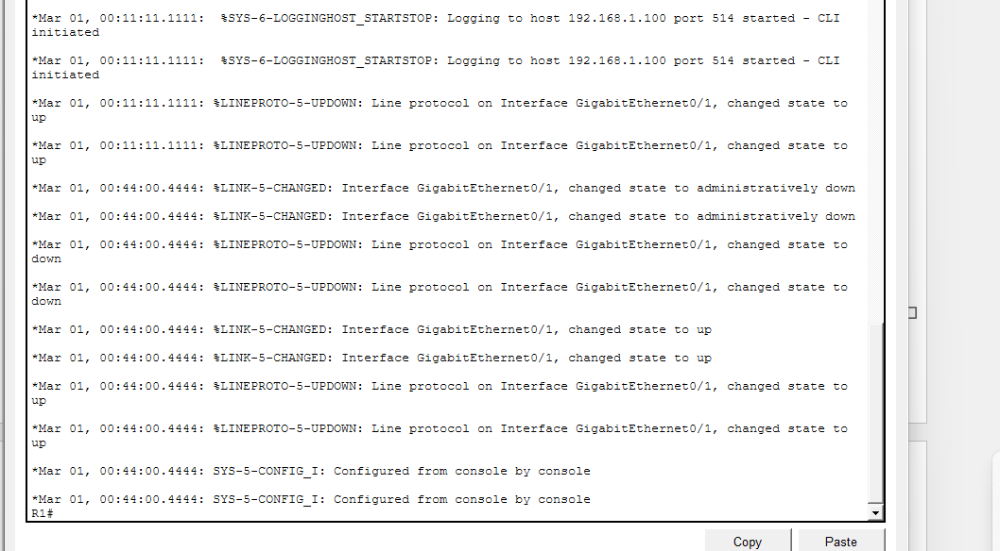 *Mar 01, 00:11:11.1111:  %SYS-6-LOGGINGHOST_STARTSTOP: Logging to host 192.168.1.100 port 514 started - CLI
initiated
*Mar 01, 00:11:11.1111:  %SYS-6-LOGGINGHOST_STARTSTOP: Logging to host 192.168.1.100 port 514 started - CLI
initiated
*Mar 01, 00:11:11.1111: %LINEPROTO-5-UPDOWN: Line protocol on Interface GigabitEthernet0/1, changed state to
up
*Mar 01, 00:11:11.1111: %LINEPROTO-5-UPDOWN: Line protocol on Interface GigabitEthernet0/1, changed state to
up
*Mar 01, 00:44:00.4444: %LINK-5-CHANGED: Interface GigabitEthernet0/1, changed state to administratively down
*Mar 01, 00:44:00.4444: %LINK-5-CHANGED: Interface GigabitEthernet0/1, changed state to administratively down
*Mar 01, 00:44:00.4444: %LINEPROTO-5-UPDOWN: Line protocol on Interface GigabitEthernet0/1, changed state to
down
*Mar 01, 00:44:00.4444: %LINEPROTO-5-UPDOWN: Line protocol on Interface GigabitEthernet0/1, changed state to
down
*Mar 01, 00:44:00.4444: %LINK-5-CHANGED: Interface GigabitEthernet0/1, changed state to up
*Mar 01, 00:44:00.4444: %LINK-5-CHANGED: Interface GigabitEthernet0/1, changed state to up
*Mar 01, 00:44:00.4444: %LINEPROTO-5-UPDOWN: Line protocol on Interface GigabitEthernet0/1, changed state to
up
*Mar 01, 00:44:00.4444: %LINEPROTO-5-UPDOWN: Line protocol on Interface GigabitEthernet0/1, changed state to
up
*Mar 01, 00:44:00.4444: SYS-5-CONFIG_I: Configured from console by console
*Mar 01, 00:44:00.4444: SYS-5-CONFIG_I: Configured from console by console
R1#
Copy Paste